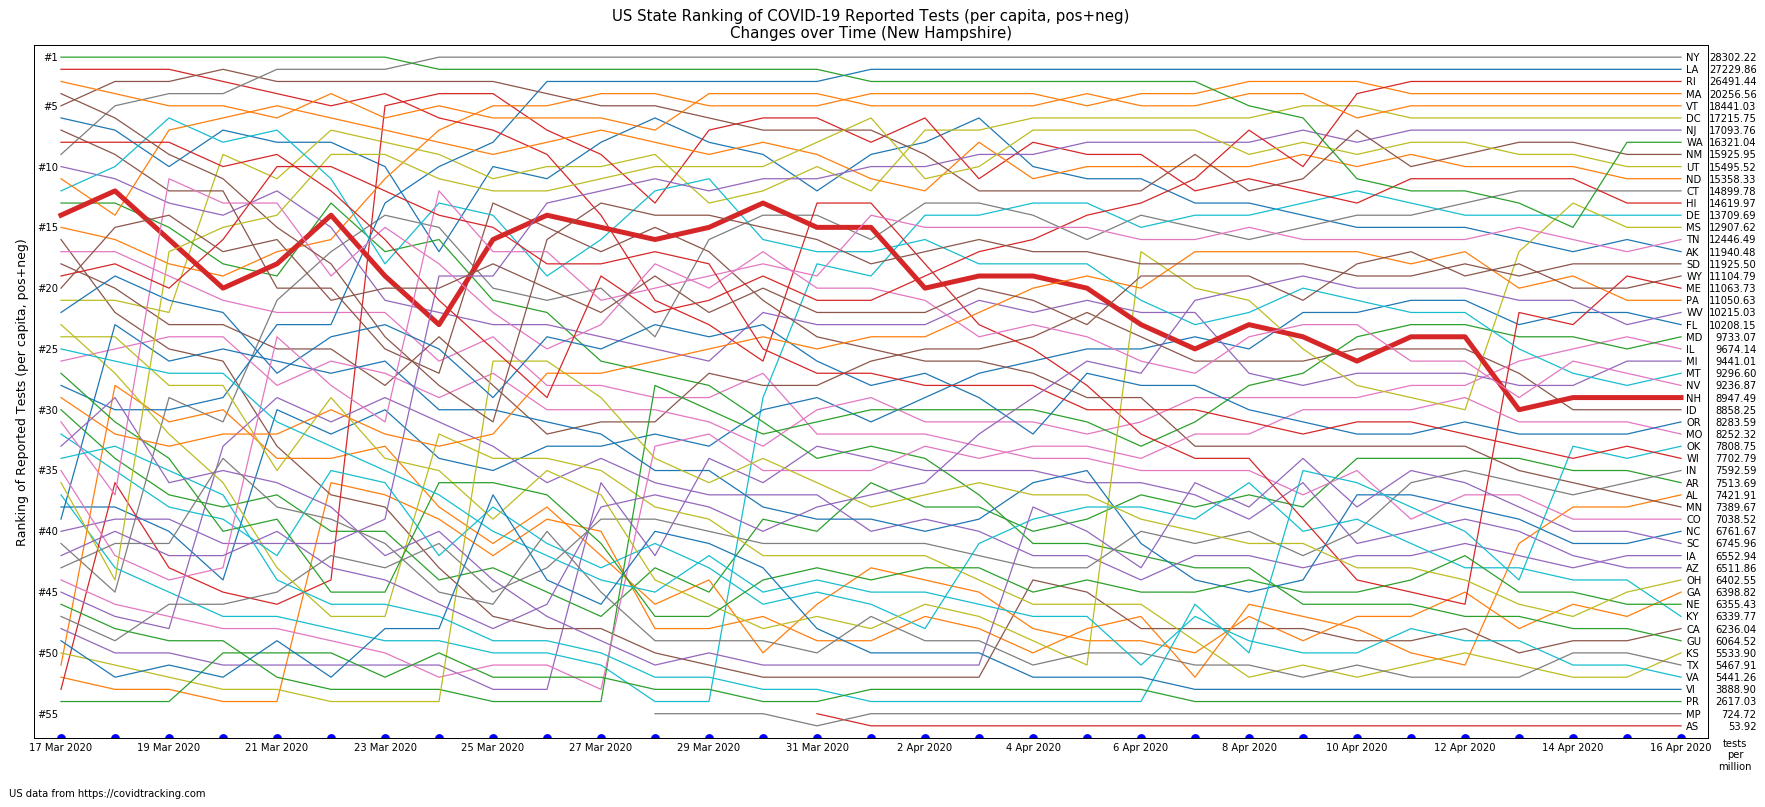 US State Ranking of COVID-19 Reported Tests (per capita, pos+neg)
Changes over Time (New Hampshire)
Ranking of Reported Tests (per capita, pos+neg)
#1
#5
#10
#15
#20
#25
#30
#35
#40
#45
#50
#55
NY 28302.22
LA 27229.86
RI 26491.44
MA 20256.56
VT 18441.03
DC 17215.75
NJ 17093.76
WA 16321.04
NM 15925.95
UT 15495.52
ND 15358.33
CT 14899.78
HI 14619.97
DE 13709.69
MS 12907.62
TN 12446.49
AK 11940.48
SD 11925.50
WY 11104.79
ME 11063.73
PA 11050.63
WV 10215.03
FL 10208.15
MD 9733.07
IL 9674.14
MI 9441.01
MT 9296.60
NV 9236.87
NH 8947.49
ID 8858.25
OR 8283.59
MO 8252.32
OK 7808.75
WI 7702.79
IN 7592.59
AR 7513.69
AL 7421.91
MN 7389.67
CO 7038.52
NC 6761.67
SC 6745.96
IA 6552.94
AZ 6511.86
OH 6402.55
GA 6398.82
NE 6355.43
KY 6339.77
CA 6236.04
GU 6064.52
KS 5533.90
TX 5467.91
VA 5441.26
VI 3888.90
PR 2617.03
MP 724.72
AS 53.92
17 Mar 2020 19 Mar 2020 21 Mar 2020 23 Mar 2020 25 Mar 2020 27 Mar 2020 29 Mar 2020 31 Mar 2020 2 Apr 2020 4 Apr 2020 6 Apr 2020 8 Apr 2020 10 Apr 2020 12 Apr 2020 14 Apr 2020 16 Apr 2020
tests
per
million
US data from https://covidtracking.com